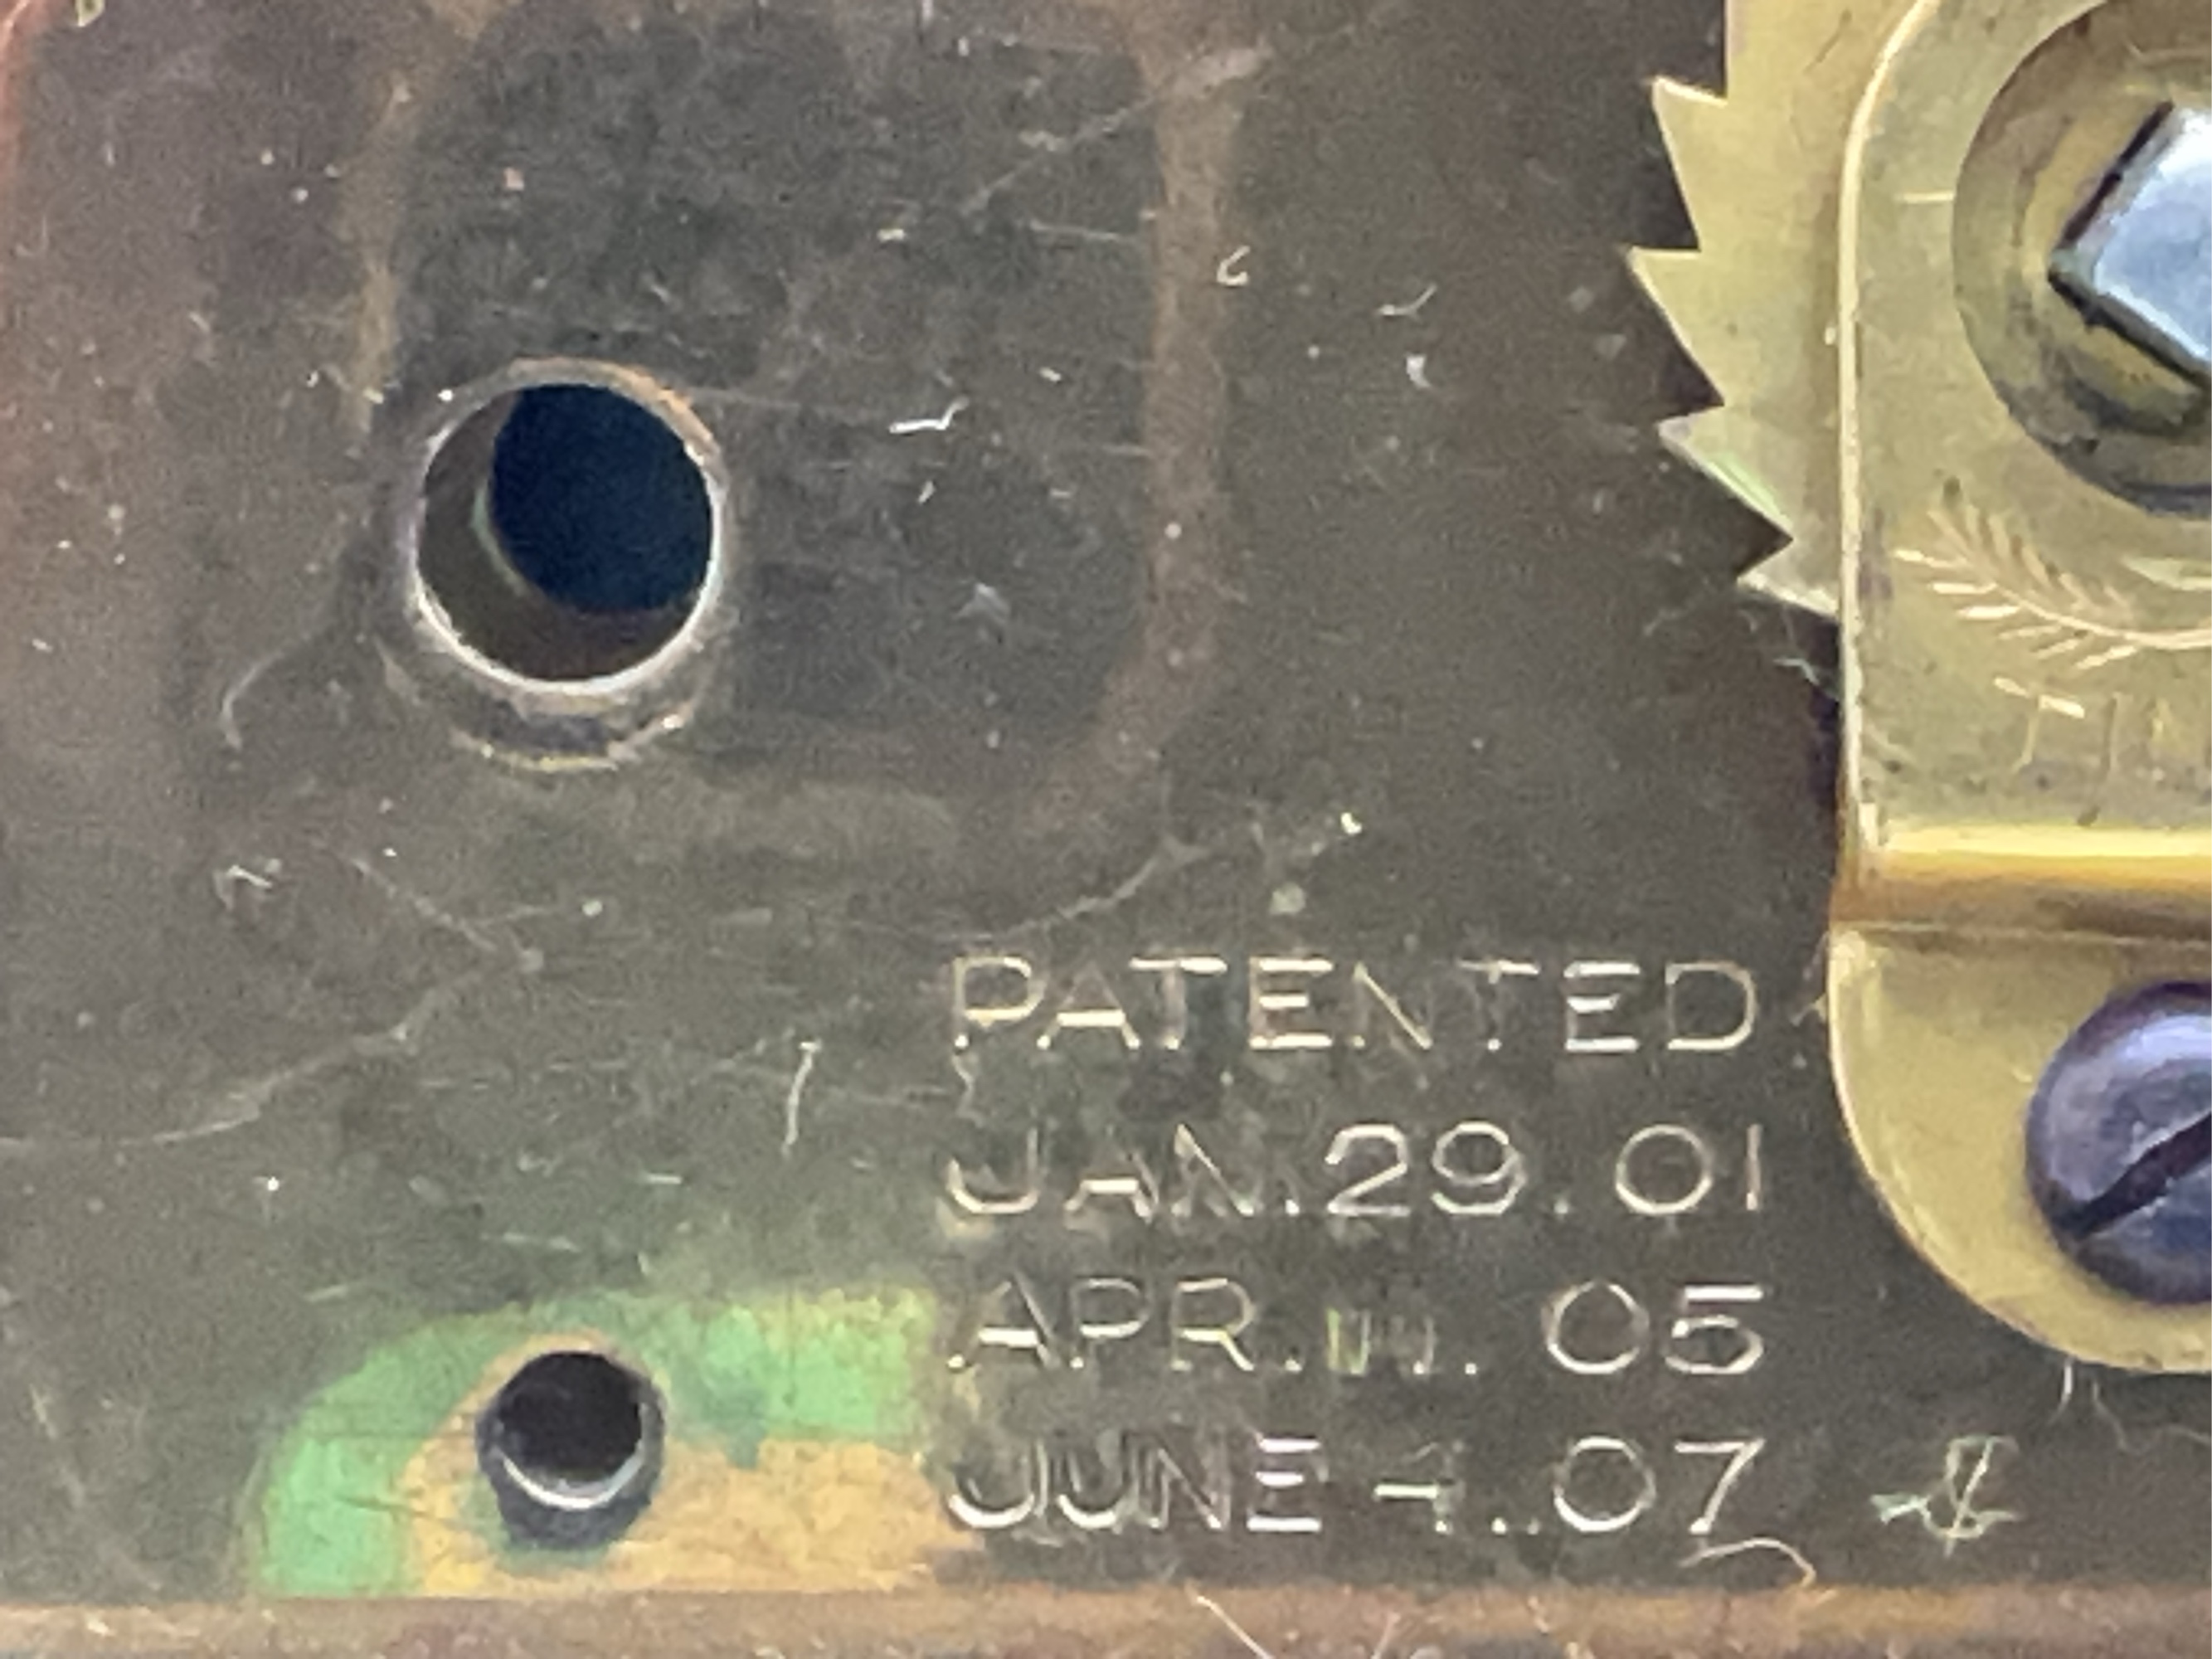 PATENTED
JAN. 29. 01
APR. 11. 05
JUNE 4. 07